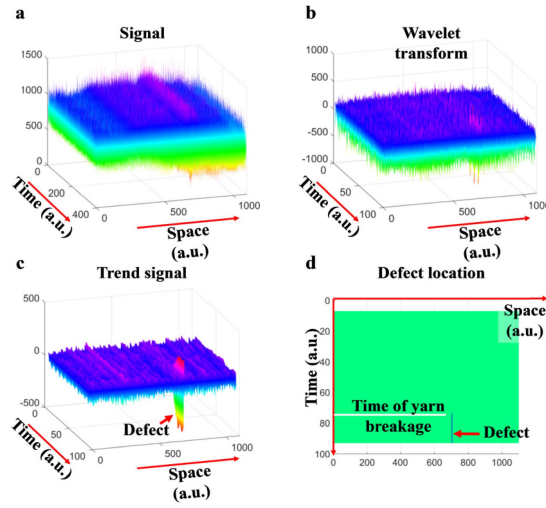 a
Signal
1500
1000
500
0
0
200
400
Time (a.u.)
0
500
1000
Space
(a.u.)
b
Wavelet
transform
1000
500
0
-500
-1000
0
50
100
Time (a.u.)
0
500
1000
Space
(a.u.)
c
Trend signal
500
0
-500
0
50
100
Time (a.u.)
Defect
0
500
1000
Space
(a.u.)
d
Defect location
0
20
40
60
80
100
Time (a.u.)
Space
(a.u.)
Time of yarn
breakage
Defect
0
200
400
600
800
1000